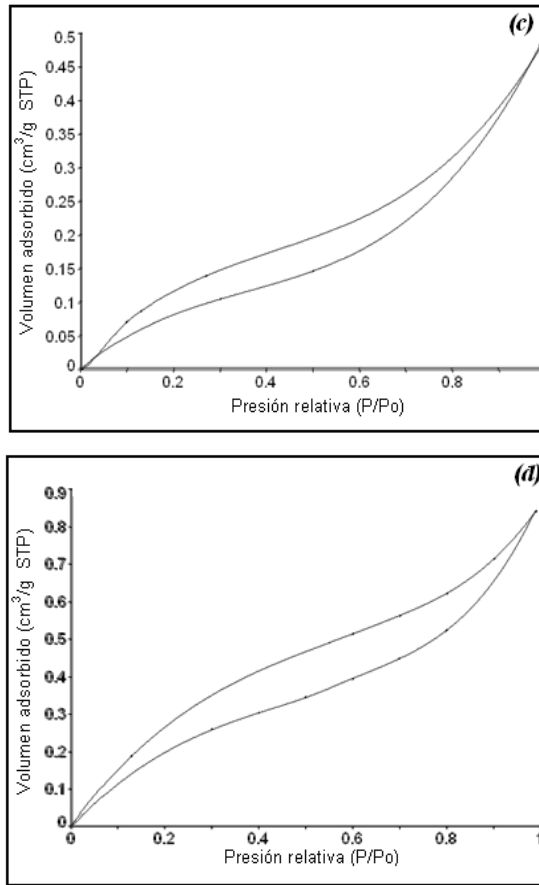 (c)
Volumen adsorbido (cm³/g STP)
0.5
0.45
0.4
0.35
0.3
0.25
0.2
0.15
0.1
0.05
0
0 0.2 0.4 0.6 0.8
Presión relativa (P/Po)
(d)
Volumen adsorbido (cm³/g STP)
0.9
0.8
0.7
0.6
0.5
0.4
0.3
0.2
0.1
0
0 0.2 0.4 0.6 0.8 1
Presión relativa (P/Po)